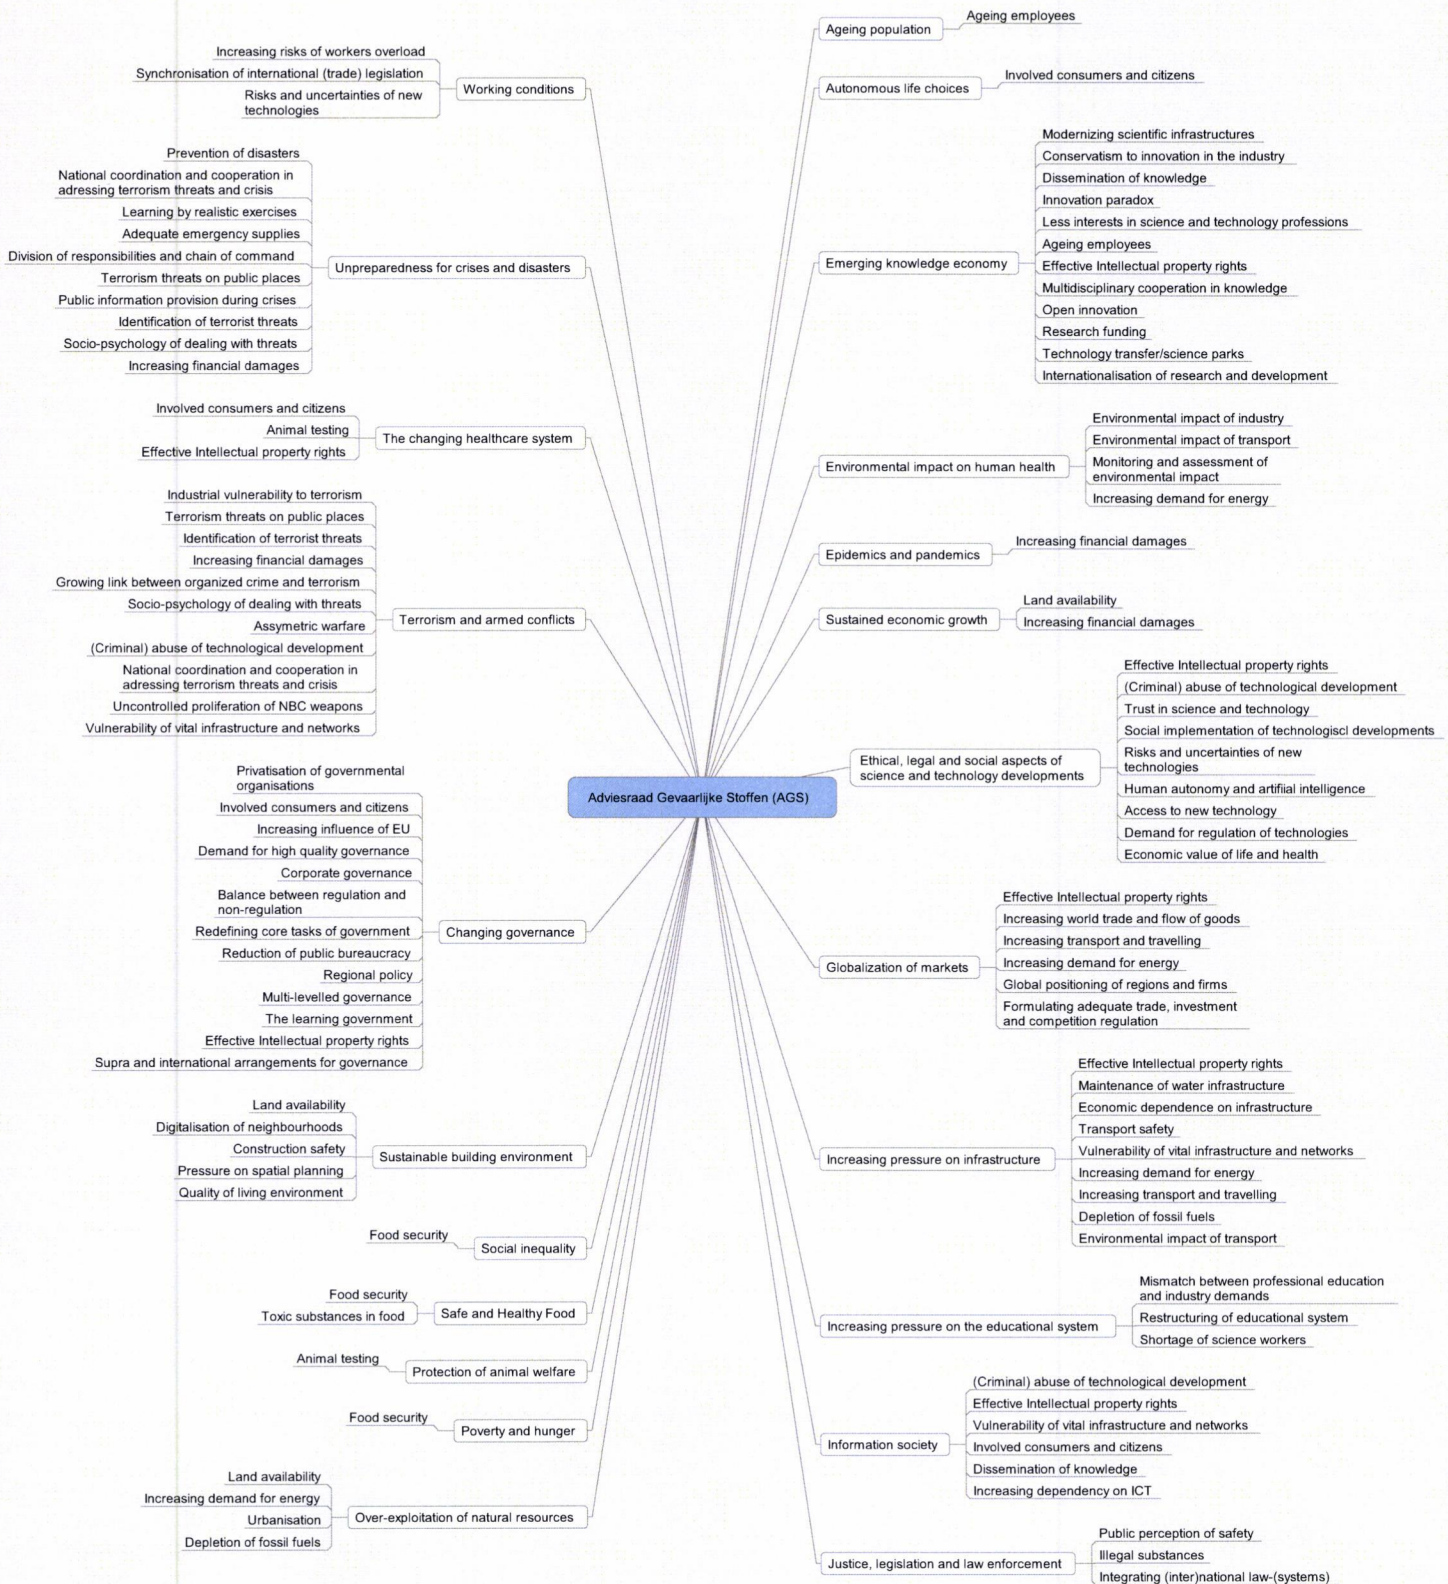 Adviesraad Gevaarlijke Stoffen (AGS)
Working conditions
Increasing risks of workers overload
Synchronisation of international (trade) legislation
Risks and uncertainties of new
technologies
Unpreparedness for crises and disasters
Prevention of disasters
National coordination and cooperation in
adressing terrorism threats and crisis
Learning by realistic exercises
Adequate emergency supplies
Division of responsibilities and chain of command
Terrorism threats on public places
Public information provision during crises
Identification of terrorist threats
Socio-psychology of dealing with threats
Increasing financial damages
The changing healthcare system
Involved consumers and citizens
Animal testing
Effective Intellectual property rights
Terrorism and armed conflicts
Industrial vulnerability to terrorism
Terrorism threats on public places
Identification of terrorist threats
Increasing financial damages
Growing link between organized crime and terrorism
Socio-psychology of dealing with threats
Assymetric warfare
(Criminal) abuse of technological development
National coordination and cooperation in
adressing terrorism threats and crisis
Uncontrolled proliferation of NBC weapons
Vulnerability of vital infrastructure and networks
Changing governance
Privatisation of governmental
organisations
Involved consumers and citizens
Increasing influence of EU
Demand for high quality governance
Corporate governance
Balance between regulation and
non-regulation
Redefining core tasks of government
Reduction of public bureaucracy
Regional policy
Multi-levelled governance
The learning government
Effective Intellectual property rights
Supra and international arrangements for governance
Sustainable building environment
Land availability
Digitalisation of neighbourhoods
Construction safety
Pressure on spatial planning
Quality of living environment
Social inequality
Food security
Safe and Healthy Food
Food security
Toxic substances in food
Protection of animal welfare
Animal testing
Poverty and hunger
Food security
Over-exploitation of natural resources
Land availability
Increasing demand for energy
Urbanisation
Depletion of fossil fuels
Ageing population
Ageing employees
Autonomous life choices
Involved consumers and citizens
Emerging knowledge economy
Modernizing scientific infrastructures
Conservatism to innovation in the industry
Dissemination of knowledge
Innovation paradox
Less interests in science and technology professions
Ageing employees
Effective Intellectual property rights
Multidisciplinary cooperation in knowledge
Open innovation
Research funding
Technology transfer/science parks
Internationalisation of research and development
Environmental impact on human health
Environmental impact of industry
Environmental impact of transport
Monitoring and assessment of
environmental impact
Increasing demand for energy
Epidemics and pandemics
Increasing financial damages
Sustained economic growth
Land availability
Increasing financial damages
Ethical, legal and social aspects of
science and technology developments
Effective Intellectual property rights
(Criminal) abuse of technological development
Trust in science and technology
Social implementation of technologiscl developments
Risks and uncertainties of new
technologies
Human autonomy and artifiial intelligence
Access to new technology
Demand for regulation of technologies
Economic value of life and health
Globalization of markets
Effective Intellectual property rights
Increasing world trade and flow of goods
Increasing transport and travelling
Increasing demand for energy
Global positioning of regions and firms
Formulating adequate trade, investment
and competition regulation
Increasing pressure on infrastructure
Effective Intellectual property rights
Maintenance of water infrastructure
Economic dependence on infrastructure
Transport safety
Vulnerability of vital infrastructure and networks
Increasing demand for energy
Increasing transport and travelling
Depletion of fossil fuels
Environmental impact of transport
Increasing pressure on the educational system
Mismatch between professional education
and industry demands
Restructuring of educational system
Shortage of science workers
Information society
(Criminal) abuse of technological development
Effective Intellectual property rights
Vulnerability of vital infrastructure and networks
Involved consumers and citizens
Dissemination of knowledge
Increasing dependency on ICT
Justice, legislation and law enforcement
Public perception of safety
Illegal substances
Integrating (inter)national law-(systems)